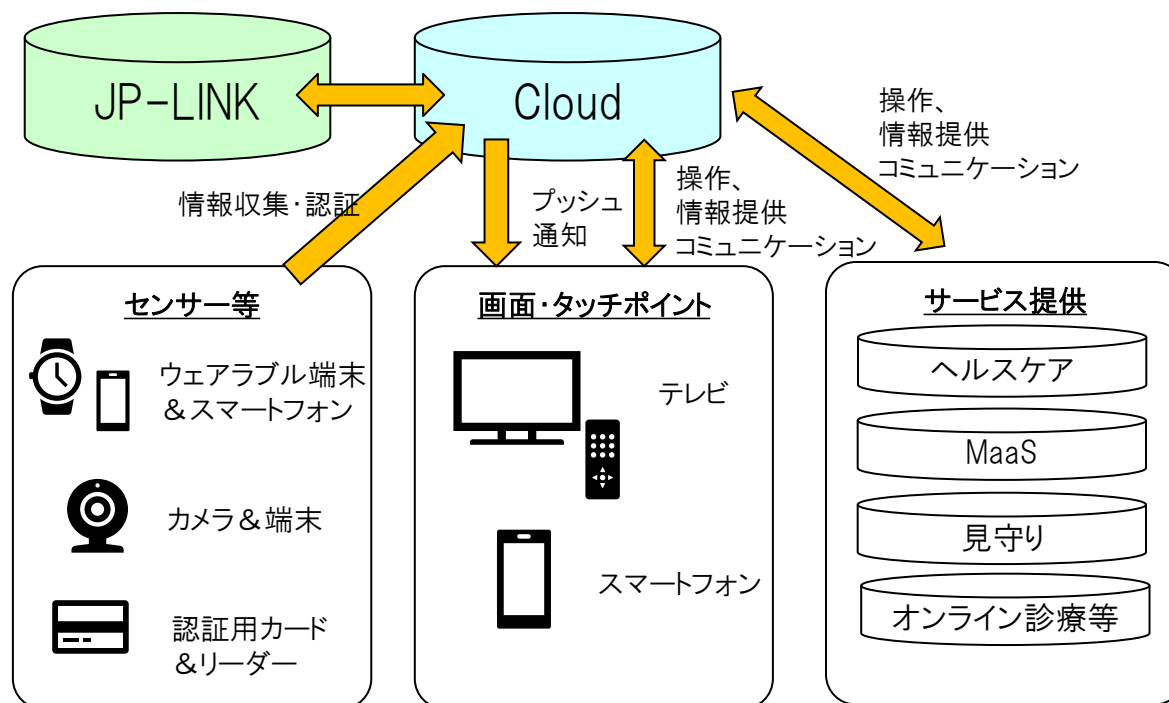 JP-LINK
Cloud
操作、
情報提供
コミュニケーション
情報収集・認証
プッシュ
通知
操作、
情報提供
コミュニケーション
センサー等
ウェアラブル端末
＆スマートフォン
カメラ＆端末
認証用カード
＆リーダー
画面・タッチポイント
テレビ
スマートフォン
サービス提供
ヘルスケア
MaaS
見守り
オンライン診療等